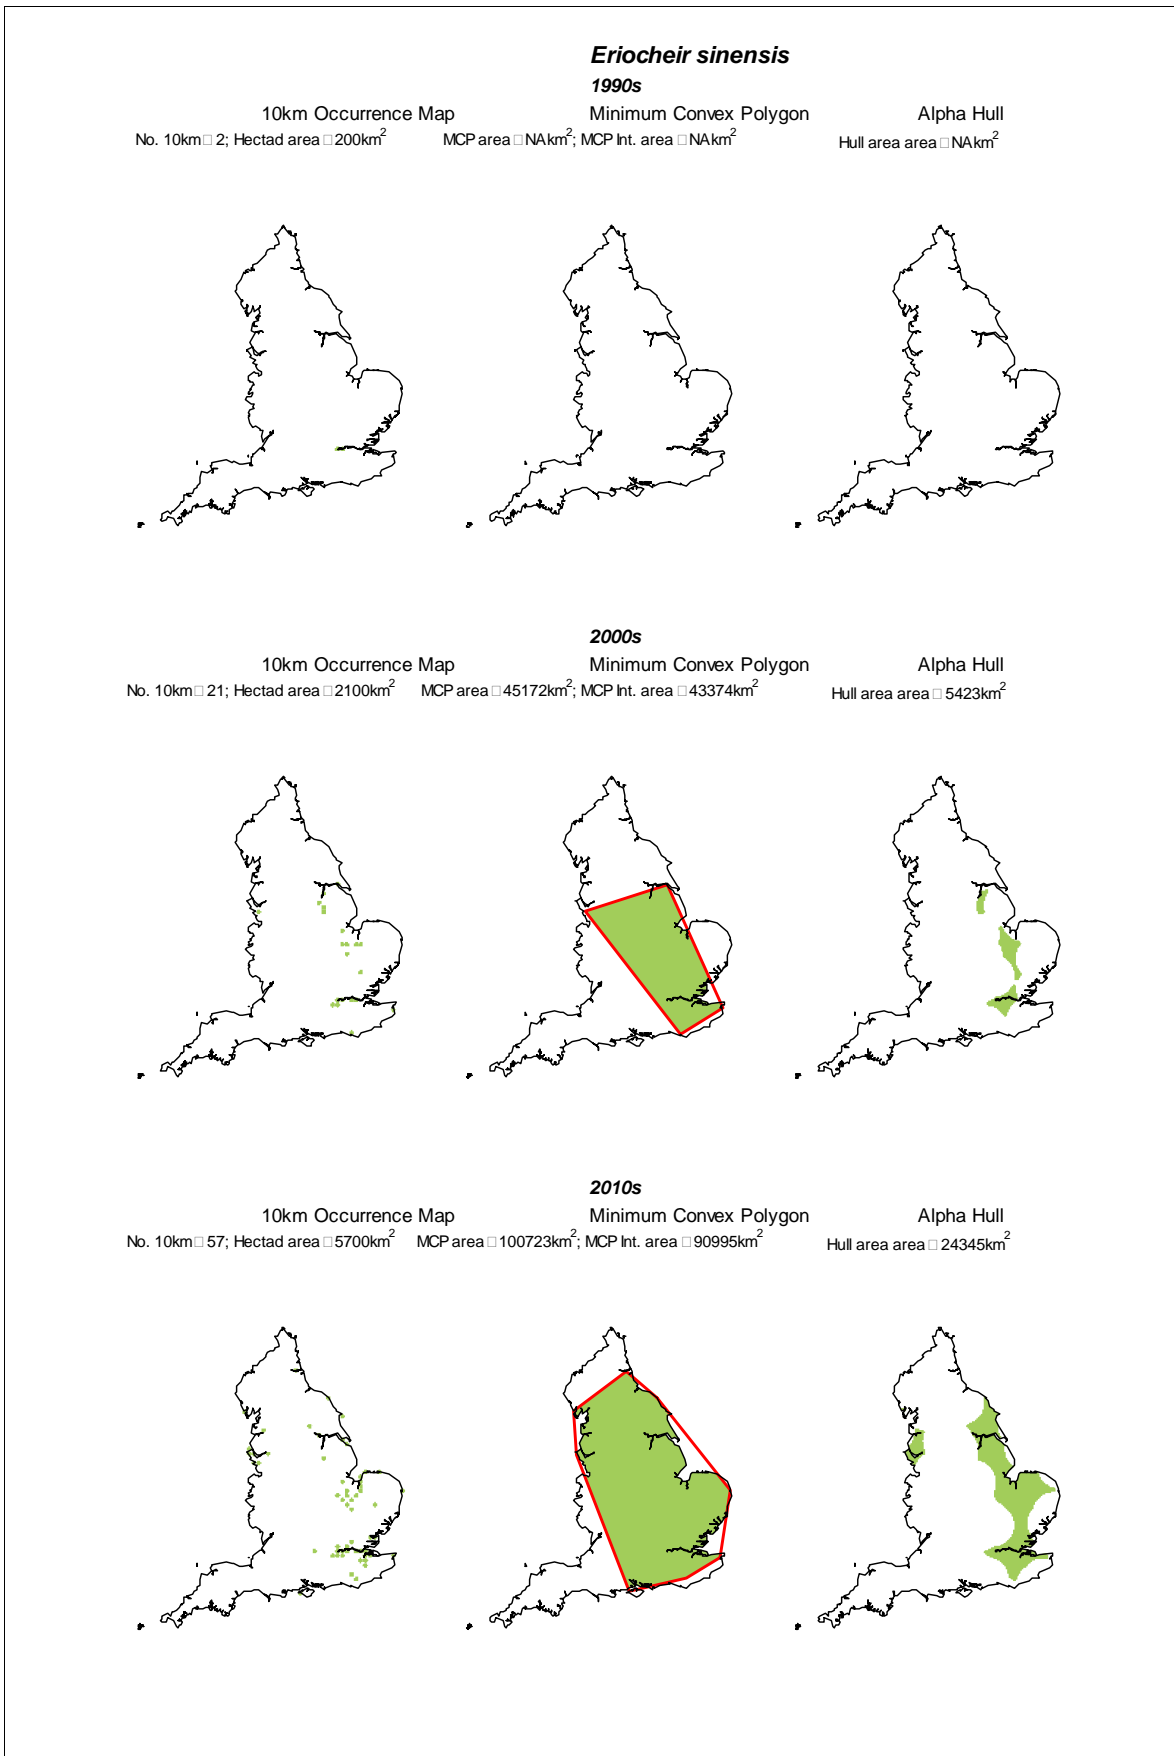 Eriocheir sinensis
1990s
10km Occurrence Map Minimum Convex Polygon Alpha Hull
No. 10km□2; Hectad area□200km² MCP area□NAkm²; MCP Int. area□NAkm² Hull area area□NAkm²
2000s
10km Occurrence Map Minimum Convex Polygon Alpha Hull
No. 10km□21; Hectad area□2100km² MCP area□45172km²; MCP Int. area□43374km² Hull area area□5423km²
2010s
10km Occurrence Map Minimum Convex Polygon Alpha Hull
No. 10km□57; Hectad area□5700km² MCP area□100723km²; MCP Int. area□90995km² Hull area area□24345km²